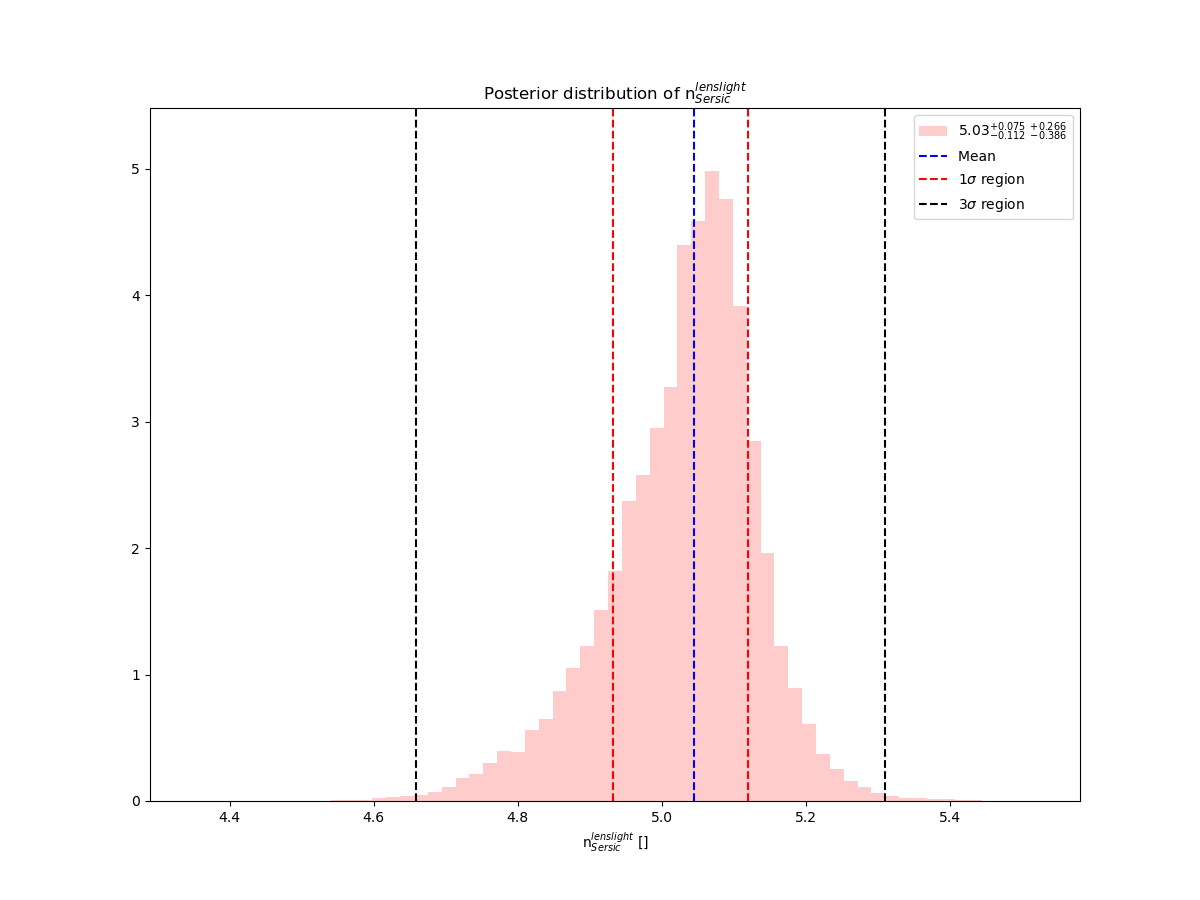 Posterior distribution of n$^{lenslight}_{Sersic}$
5.03$^{+0.075}_{-0.112}$ $^{+0.266}_{-0.386}$
Mean
1σ region
3σ region
5
4
3
2
1
0
4.4 4.6 4.8 5.0 5.2 5.4
n$^{lenslight}_{Sersic}$ []